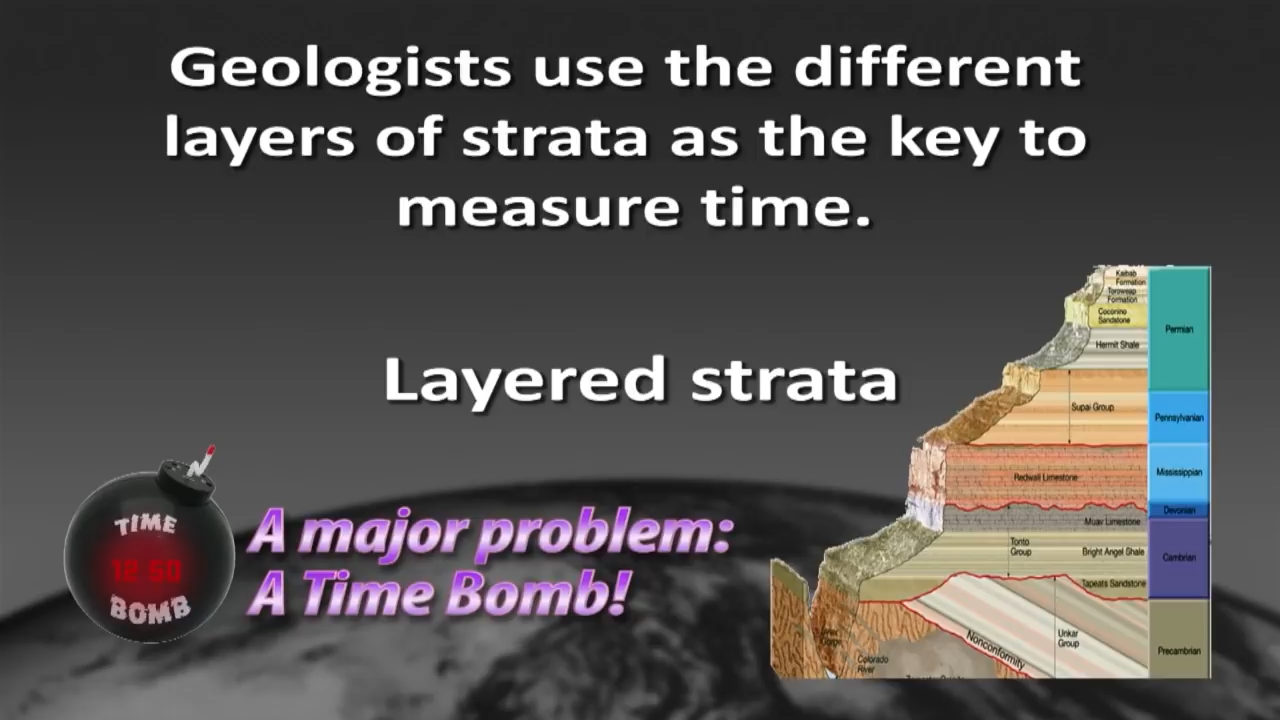 Geologists use the different
layers of strata as the key to
measure time.
Layered strata
TIME
12:50
BOMB
A major problem:
A Time Bomb!
Kaibab
Formation
Toroweap
Formation
Coconino
Sandstone
Hermit Shale
Permian
Supai Group
Pennsylvanian
Redwall Limestone
Mississippian
Devonian
Muav Limestone
Tonto
Group
Bright Angel Shale
Cambrian
Tapeats Sandstone
Unkar
Group
Nonconformity
Precambrian
Colorado
River